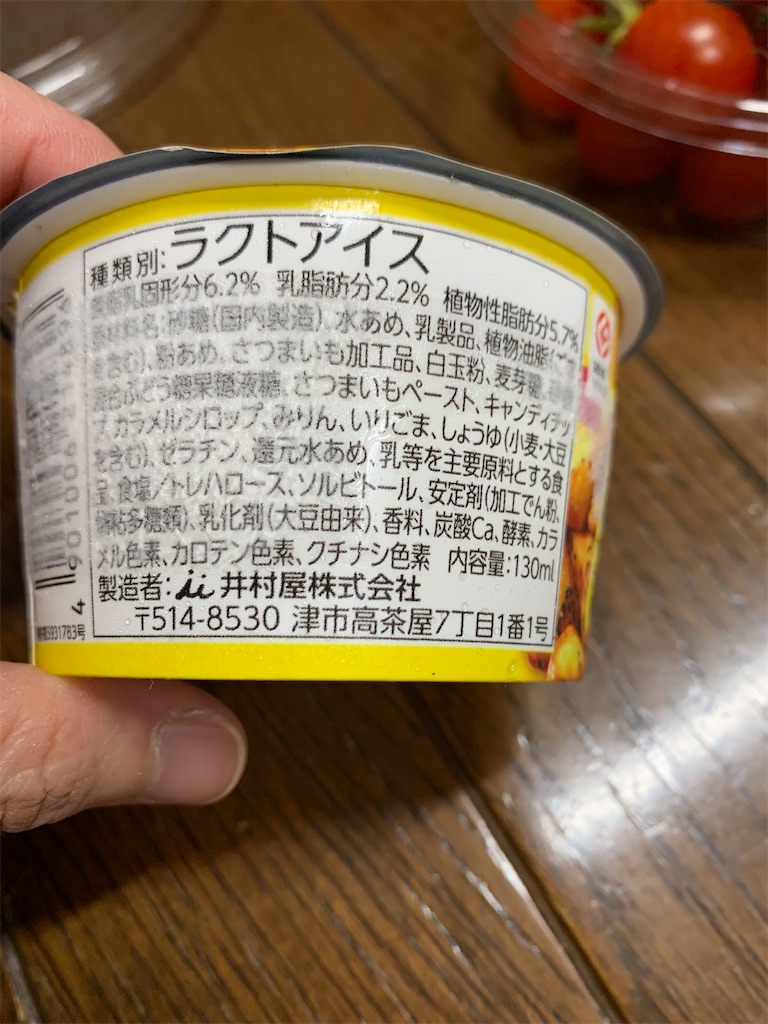 種類別:ラクトアイス
乳固形分6.2% 乳脂肪分2.2% 植物性脂肪分5.7%
原材料名:砂糖(国内製造)、水あめ、乳製品、植物油脂
を含む)、粉あめ、さつまいも加工品、白玉粉、麦芽糖、
混合ぶどう糖果糖液糖、さつまいもペースト、キャンディチッ
プ、カラメルシロップ、みりん、いりごま、しょうゆ(小麦・大豆
を含む)、ゼラチン、還元水あめ、乳等を主要原料とする食
品、食塩/トレハロース、ソルビトール、安定剤(加工でん粉、
増粘多糖類)、乳化剤(大豆由来)、香料、炭酸Ca、酵素、カラ
メル色素、カロテン色素、クチナシ色素 内容量:130ml
製造者:井村屋株式会社
〒514-8530 津市高茶屋7丁目1番1号
5931783号